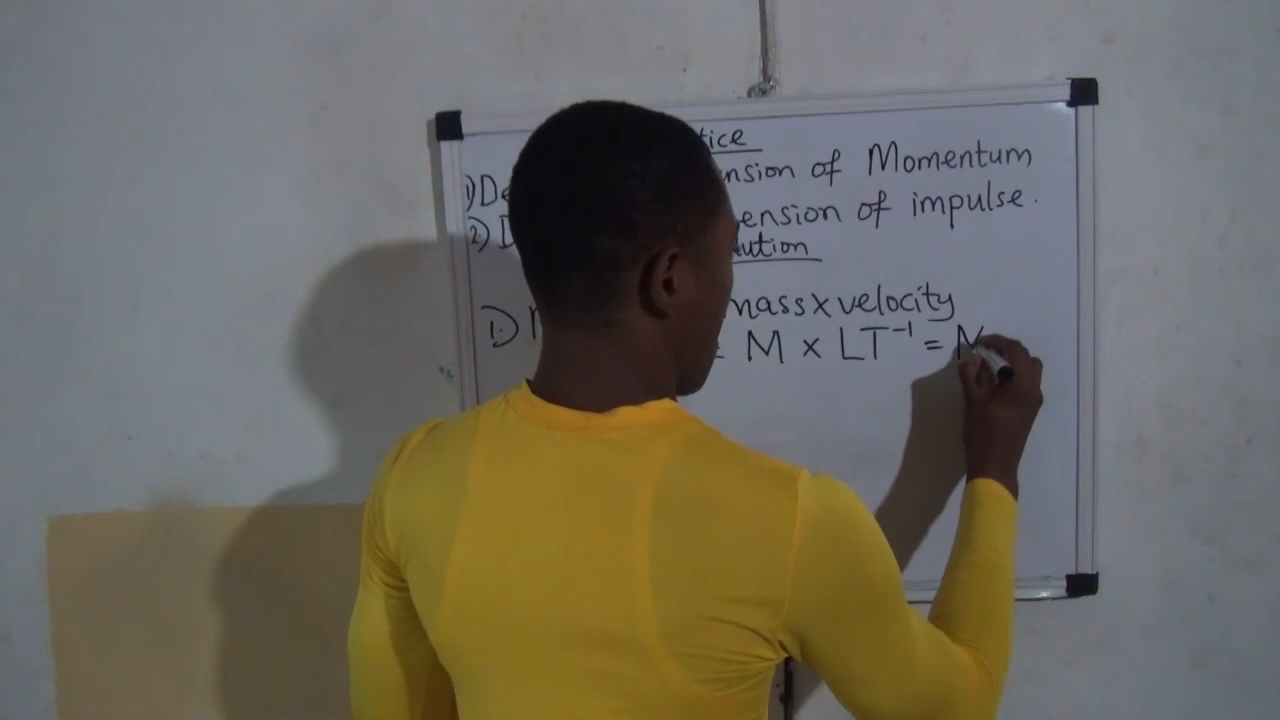 tice
1) De nsion of Momentum
2) D ension of impulse.
lution
1.) mass x velocity
= M x LT⁻¹ = M